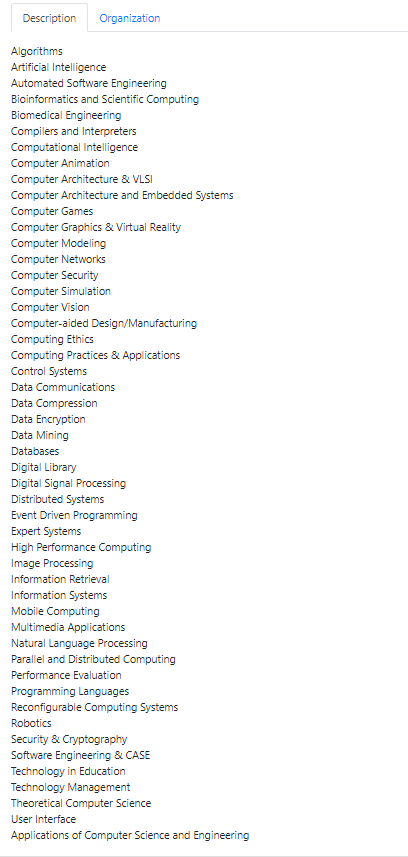 Description Organization
Algorithms
Artificial Intelligence
Automated Software Engineering
Bioinformatics and Scientific Computing
Biomedical Engineering
Compilers and Interpreters
Computational Intelligence
Computer Animation
Computer Architecture & VLSI
Computer Architecture and Embedded Systems
Computer Games
Computer Graphics & Virtual Reality
Computer Modeling
Computer Networks
Computer Security
Computer Simulation
Computer Vision
Computer-aided Design/Manufacturing
Computing Ethics
Computing Practices & Applications
Control Systems
Data Communications
Data Compression
Data Encryption
Data Mining
Databases
Digital Library
Digital Signal Processing
Distributed Systems
Event Driven Programming
Expert Systems
High Performance Computing
Image Processing
Information Retrieval
Information Systems
Mobile Computing
Multimedia Applications
Natural Language Processing
Parallel and Distributed Computing
Performance Evaluation
Programming Languages
Reconfigurable Computing Systems
Robotics
Security & Cryptography
Software Engineering & CASE
Technology in Education
Technology Management
Theoretical Computer Science
User Interface
Applications of Computer Science and Engineering